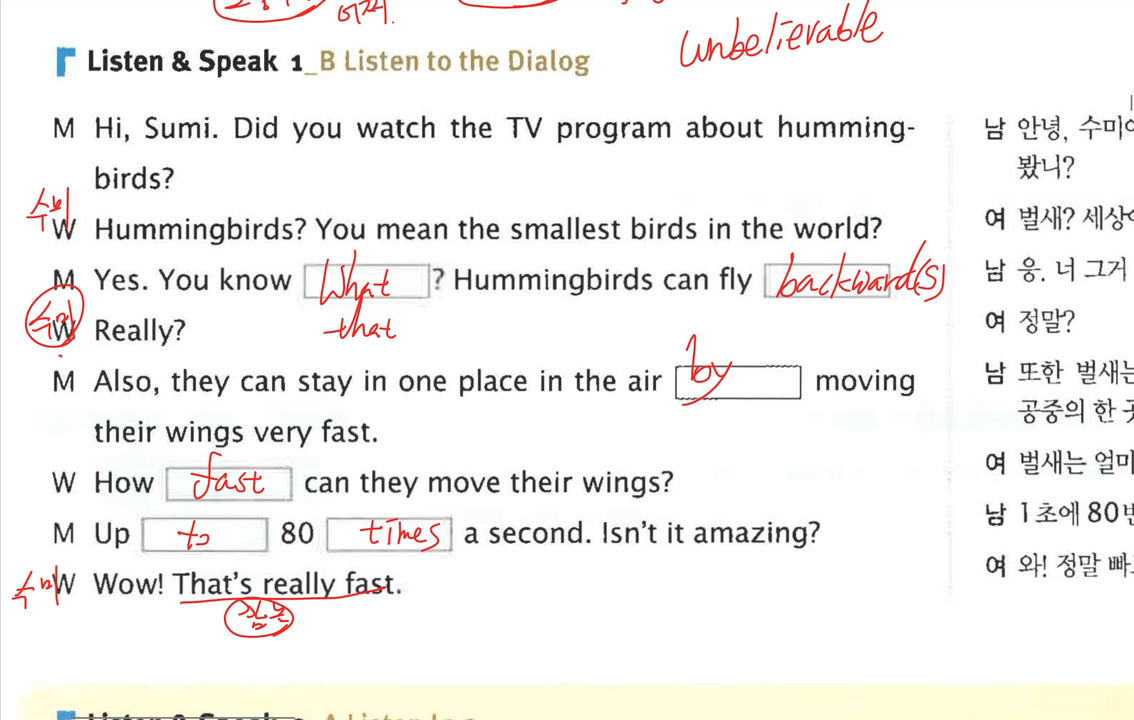 어찌
unbelievable
Listen & Speak 1_B Listen to the Dialog
M Hi, Sumi. Did you watch the TV program about humming-
birds?
수미
W Hummingbirds? You mean the smallest birds in the world?
M Yes. You know What ? Hummingbirds can fly backward(s)
that
수미
W Really?
M Also, they can stay in one place in the air by moving
their wings very fast.
W How fast can they move their wings?
M Up to 80 times a second. Isn't it amazing?
수미
W Wow! That's really fast.
남 안녕, 수미
봤니?
여 벌새? 세상
남 응. 너 그거
여 정말?
남 또한 벌새는
공중의 한
여 벌새는 얼마
남 1초에 80번
여 와! 정말 빠